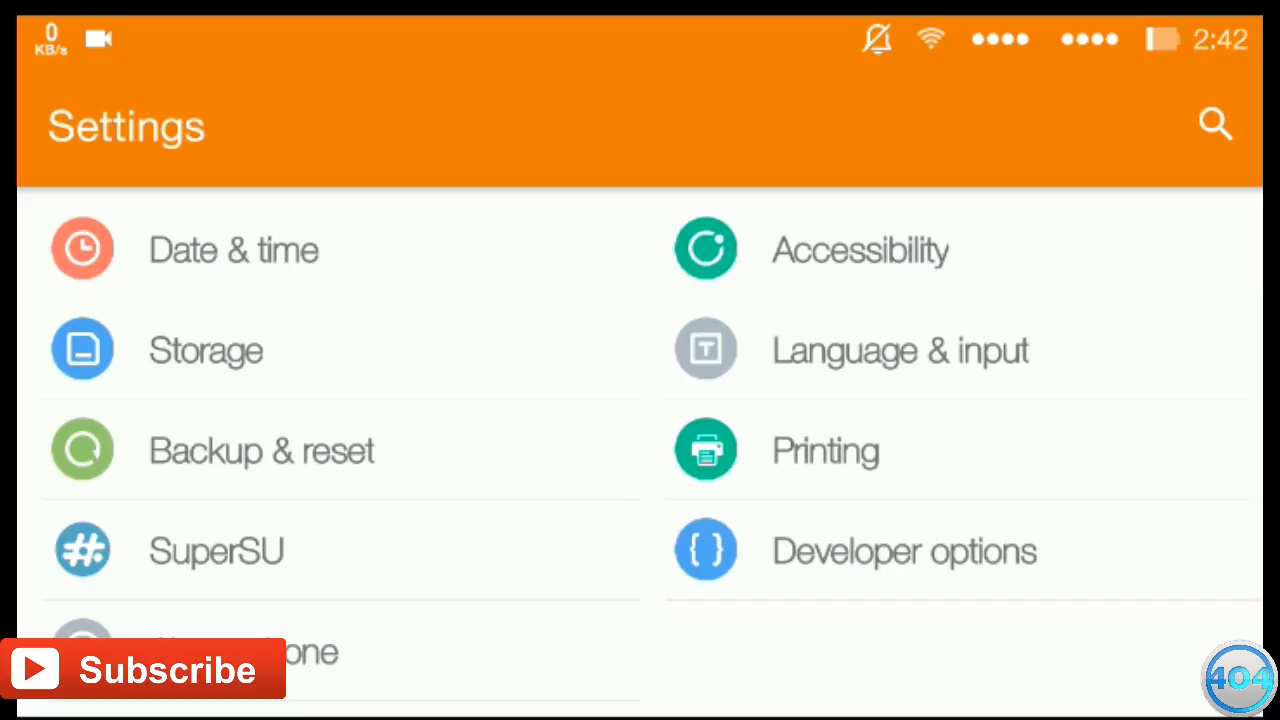 0
KB/s
2:42
Settings
Date & time
Accessibility
Storage
Language & input
Backup & reset
Printing
SuperSU
Developer options
Subscribe
404